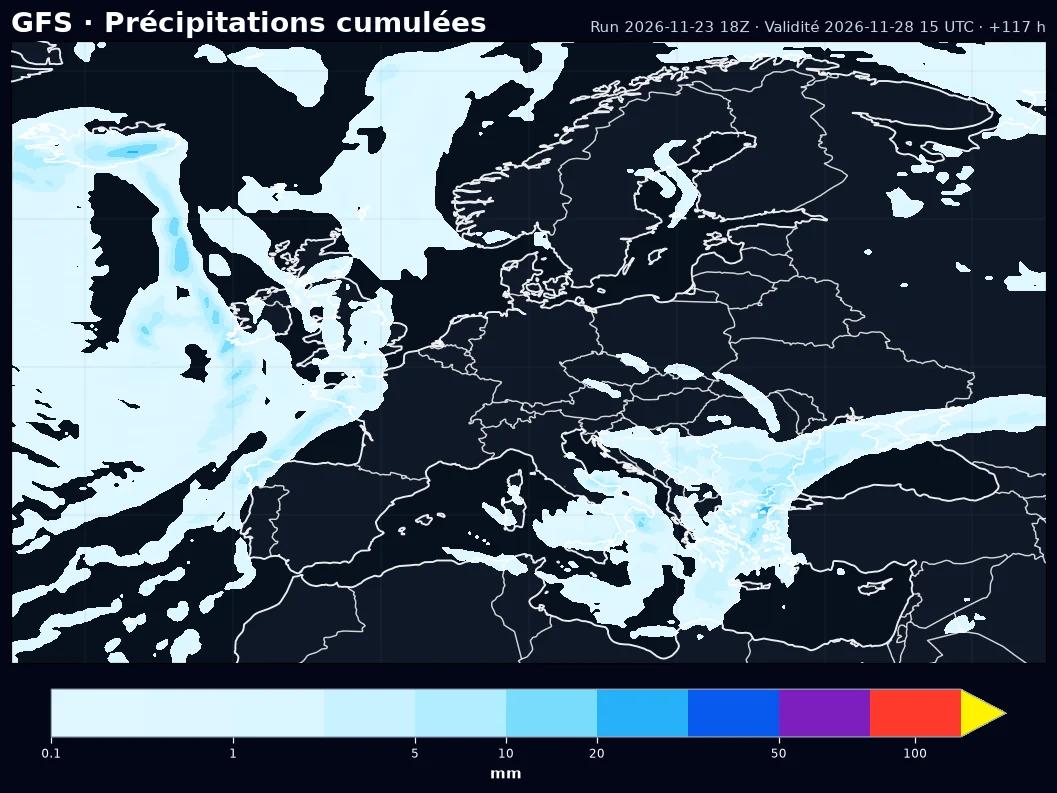 GFS · Précipitations cumulées
Run 2026-11-23 18Z · Validité 2026-11-28 15 UTC · +117 h
0.1 1 5 10 20 50 100
mm